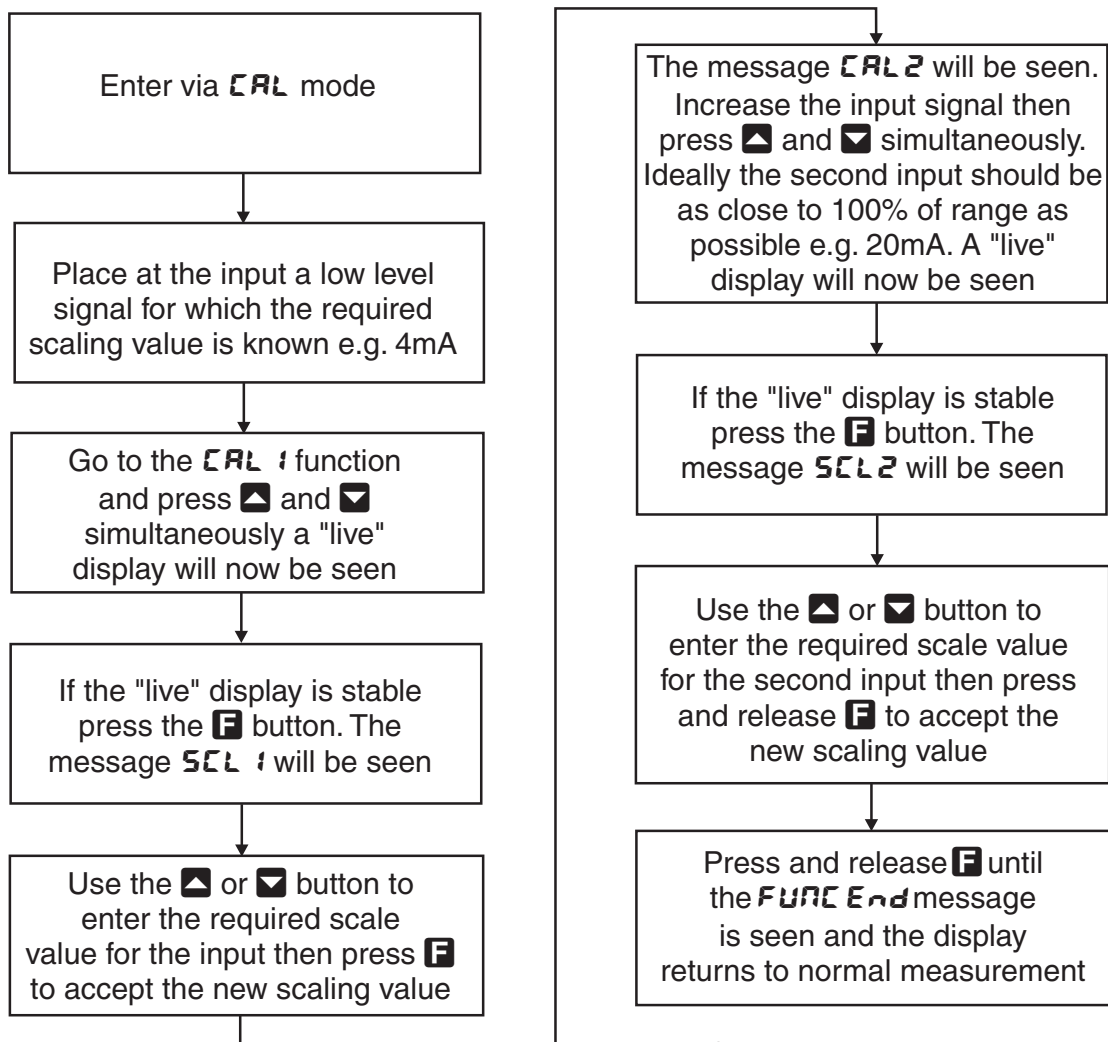 Enter via CAL mode
Place at the input a low level
signal for which the required
scaling value is known e.g. 4mA
Go to the CAL 1 function
and press and
simultaneously a "live"
display will now be seen
If the "live" display is stable
press the F button. The
message SCL 1 will be seen
Use the or button to
enter the required scale
value for the input then press F
to accept the new scaling value
The message CAL2 will be seen.
Increase the input signal then
press and simultaneously.
Ideally the second input should be
as close to 100% of range as
possible e.g. 20mA. A "live"
display will now be seen
If the "live" display is stable
press the F button. The
message SCL2 will be seen
Use the or button to
enter the required scale value
for the second input then press
and release F to accept the
new scaling value
Press and release F until
the FUNC End message
is seen and the display
returns to normal measurement